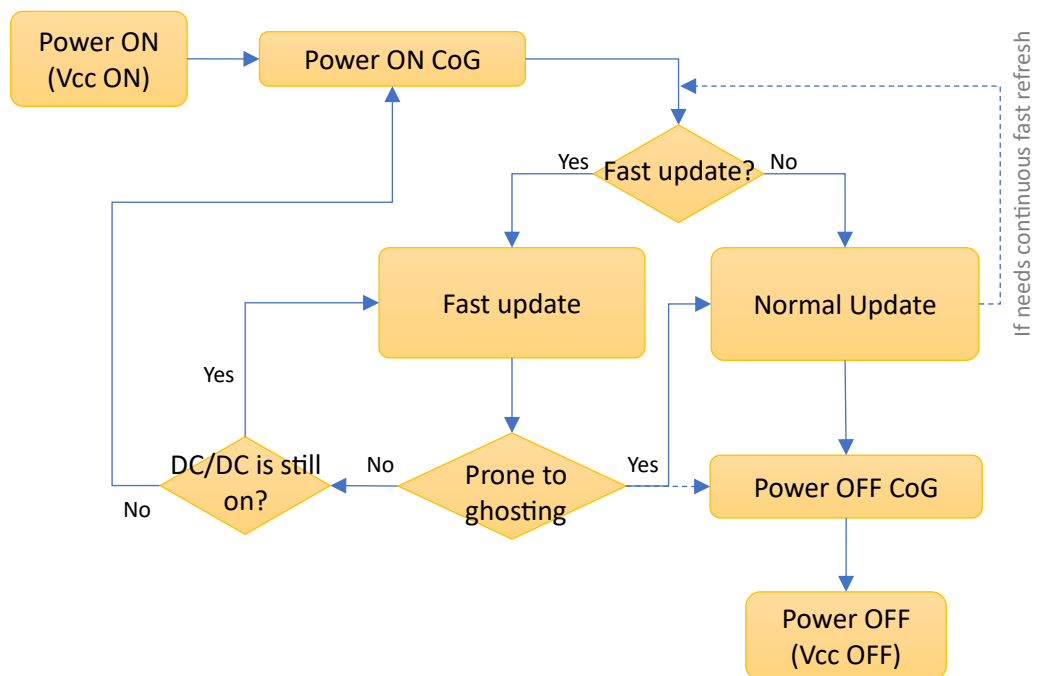 Power ON
(Vcc ON)
Power ON CoG
If needs continuous fast refresh
Yes
Fast update?
No
Fast update
Normal Update
Yes
DC/DC is still
on?
No
No
Prone to
ghosting
Yes
Power OFF CoG
Power OFF
(Vcc OFF)